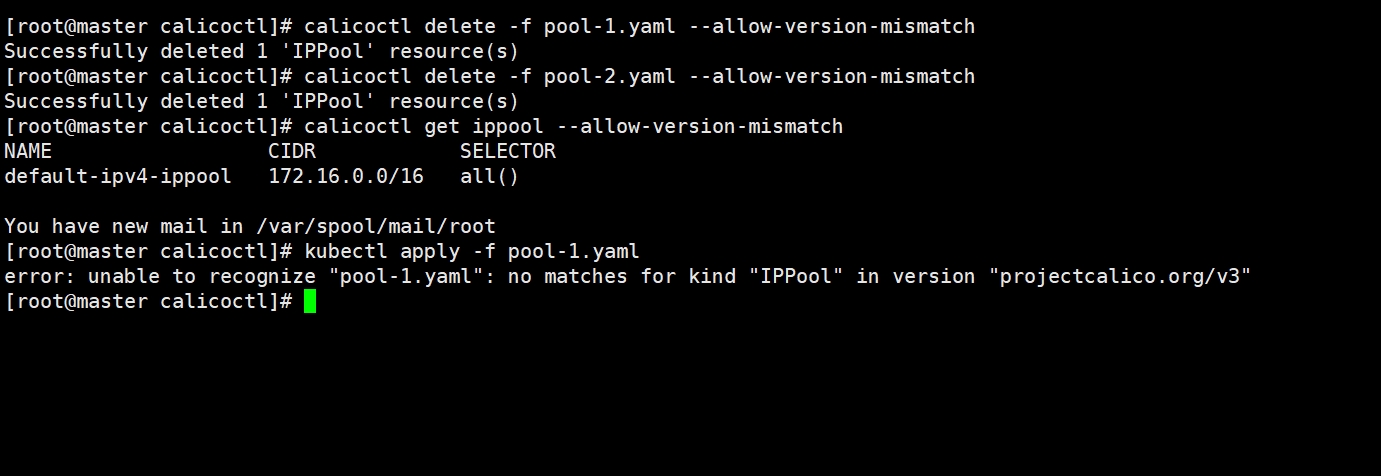 [root@master calicoctl]# calicoctl delete -f pool-1.yaml --allow-version-mismatch
Successfully deleted 1 'IPPool' resource(s)
[root@master calicoctl]# calicoctl delete -f pool-2.yaml --allow-version-mismatch
Successfully deleted 1 'IPPool' resource(s)
[root@master calicoctl]# calicoctl get ippool --allow-version-mismatch
NAME                  CIDR            SELECTOR
default-ipv4-ippool   172.16.0.0/16   all()
You have new mail in /var/spool/mail/root
[root@master calicoctl]# kubectl apply -f pool-1.yaml
error: unable to recognize "pool-1.yaml": no matches for kind "IPPool" in version "projectcalico.org/v3"
[root@master calicoctl]#